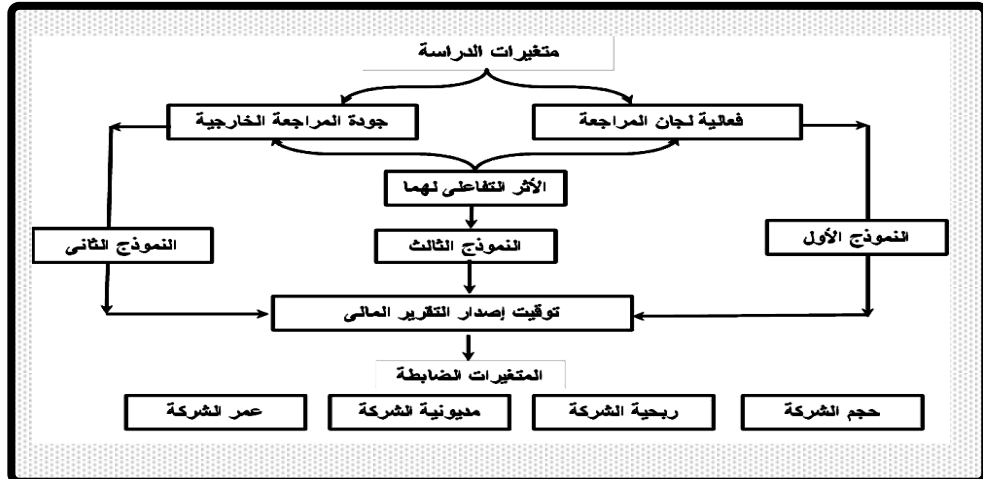 متغيرات الدراسة
فعالية لجان المراجعة
جودة المراجعة الخارجية
الأثر التفاعلى لهما
النموذج الأول
النموذج الثالث
النموذج الثانى
توقيت إصدار التقرير المالى
المتغيرات الضابطة
حجم الشركة
ربحية الشركة
مديونية الشركة
عمر الشركة